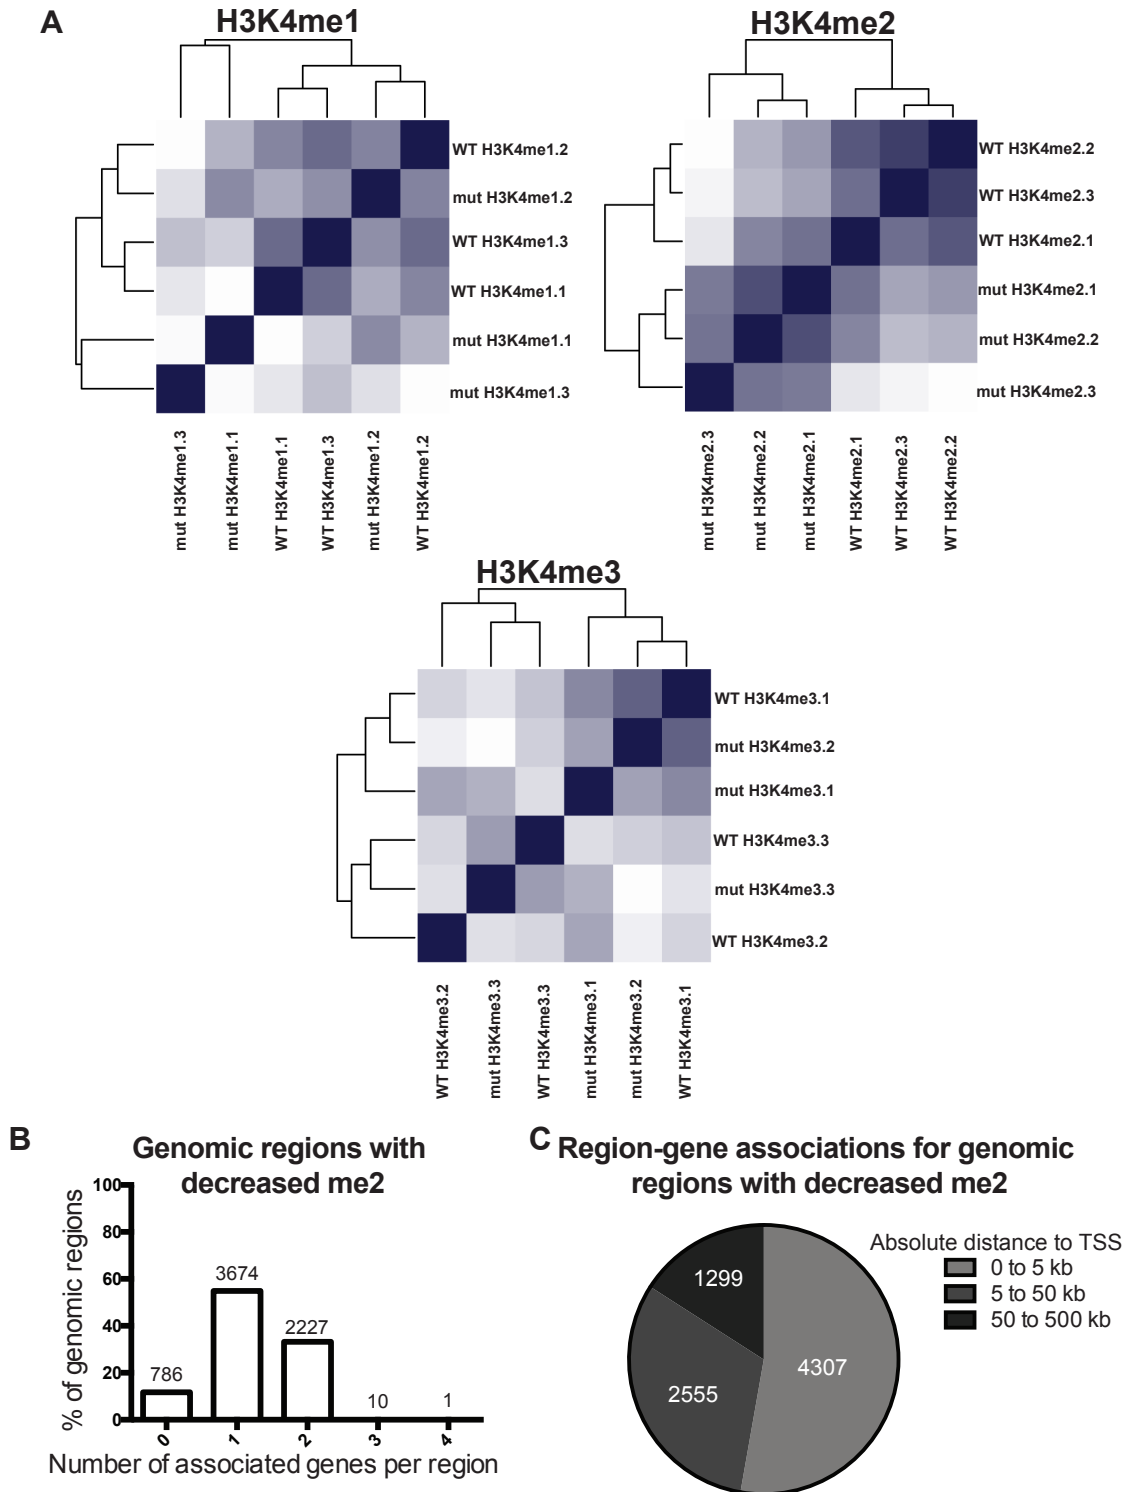 A
H3K4me1
WT H3K4me1.2
mut H3K4me1.2
WT H3K4me1.3
WT H3K4me1.1
mut H3K4me1.1
mut H3K4me1.3
mut H3K4me1.3
mut H3K4me1.1
WT H3K4me1.1
WT H3K4me1.3
mut H3K4me1.2
WT H3K4me1.2
H3K4me2
WT H3K4me2.2
WT H3K4me2.3
WT H3K4me2.1
mut H3K4me2.1
mut H3K4me2.2
mut H3K4me2.3
mut H3K4me2.3
mut H3K4me2.2
mut H3K4me2.1
WT H3K4me2.1
WT H3K4me2.3
WT H3K4me2.2
H3K4me3
WT H3K4me3.1
mut H3K4me3.2
mut H3K4me3.1
WT H3K4me3.3
mut H3K4me3.3
WT H3K4me3.2
WT H3K4me3.2
mut H3K4me3.3
WT H3K4me3.3
mut H3K4me3.1
mut H3K4me3.2
WT H3K4me3.1
B
Genomic regions with
decreased me2
% of genomic regions
100
80
60
40
20
0
786
3674
2227
10
1
0
1
2
3
4
Number of associated genes per region
C
Region-gene associations for genomic
regions with decreased me2
Absolute distance to TSS
0 to 5 kb
5 to 50 kb
50 to 500 kb
1299
4307
2555